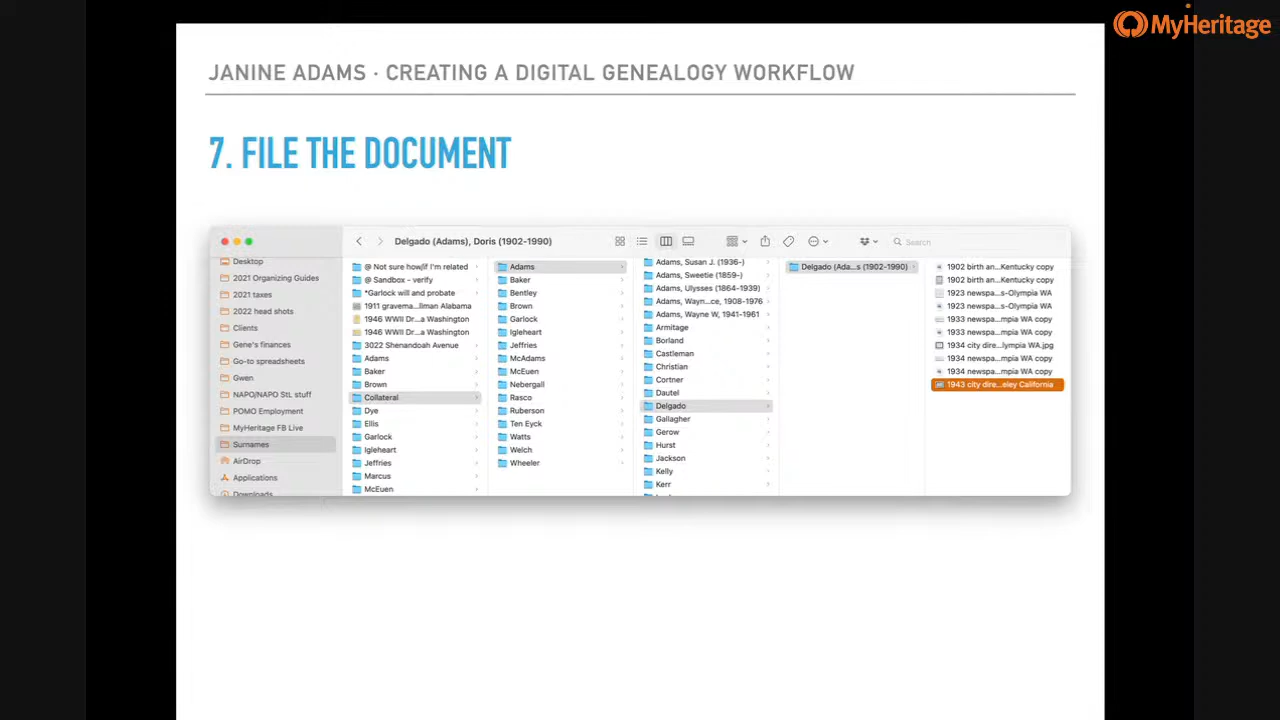 MyHeritage
JANINE ADAMS · CREATING A DIGITAL GENEALOGY WORKFLOW
7. FILE THE DOCUMENT
Delgado (Adams), Doris (1902-1990)
Search
Desktop
2021 Organizing Guides
2021 taxes
2022 head shots
Clients
Gene's finances
Go-to spreadsheets
Gwen
NAPO/NAPO StL stuff
POMO Employment
MyHeritage FB Live
Surnames
AirDrop
Applications
Downloads
@ Not sure how/if I'm related
@ Sandbox - verify
*Garlock will and probate
1911 gravema...llman Alabama
1946 WWII Dr...a Washington
1946 WWII Dr...a Washington
3022 Shenandoah Avenue
Adams
Baker
Brown
Collateral
Dye
Ellis
Garlock
Igleheart
Jeffries
Marcus
McEuen
Adams
Baker
Bentley
Brown
Garlock
Igleheart
Jeffries
McAdams
McEuen
Nebergall
Rasco
Ruberson
Ten Eyck
Watts
Welch
Wheeler
Adams, Susan J. (1936-)
Adams, Sweetie (1859-)
Adams, Ulysses (1864-1939)
Adams, Wayn...ce, 1908-1976
Adams, Wayne W, 1941-1961
Armitage
Borland
Castleman
Christian
Cortner
Dautel
Delgado
Gallagher
Gerow
Hurst
Jackson
Kelly
Kerr
Delgado (Ada...s (1902-1990)
1902 birth an...Kentucky copy
1902 birth an...Kentucky copy
1923 newspa...s-Olympia WA
1923 newspa...s-Olympia WA
1933 newspa...mpia WA copy
1933 newspa...mpia WA copy
1934 city dire...lympia WA.jpg
1934 newspa...mpia WA copy
1934 newspa...mpia WA copy
1943 city dire...eley California